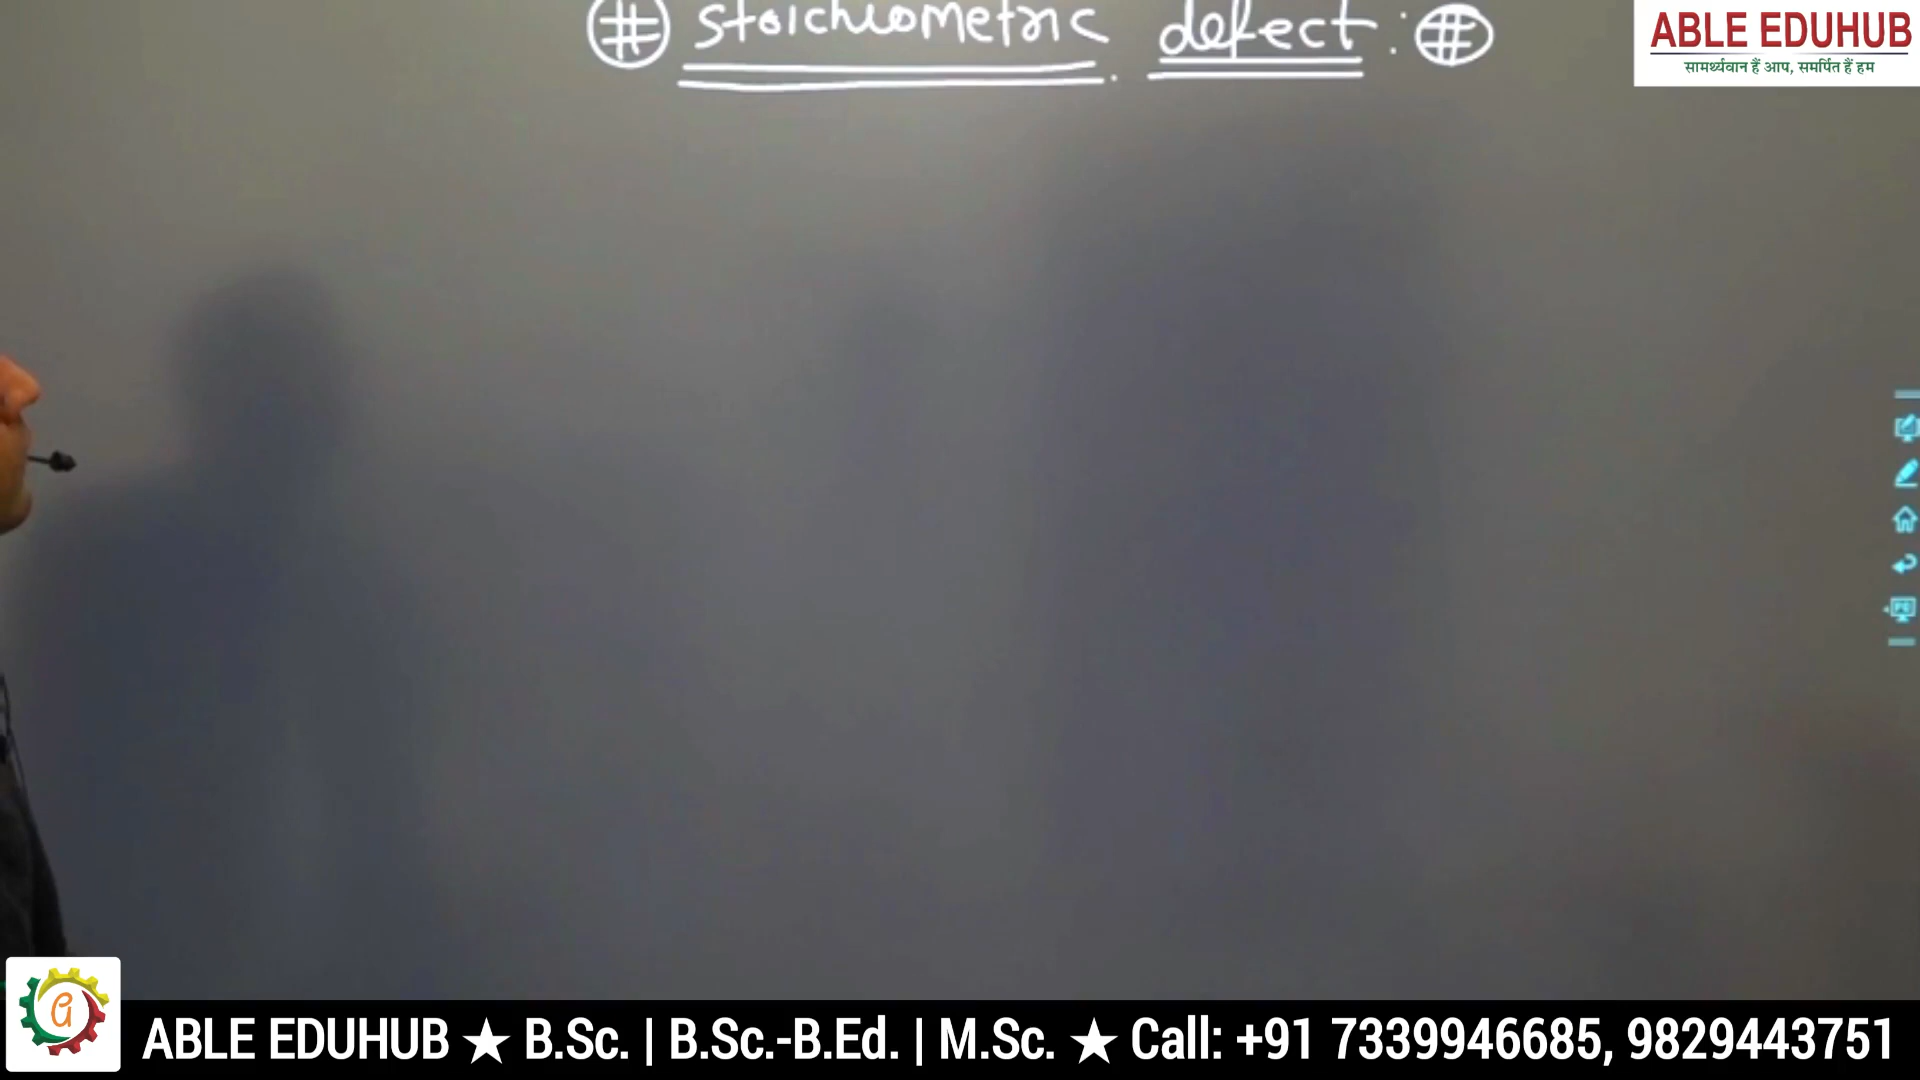 # Stoichiometric defect : #
ABLE EDUHUB
सामर्थ्यवान हैं आप, समर्पित हैं हम
PC
ABLE EDUHUB ★ B.Sc. | B.Sc.-B.Ed. | M.Sc. ★ Call: +91 7339946685, 9829443751